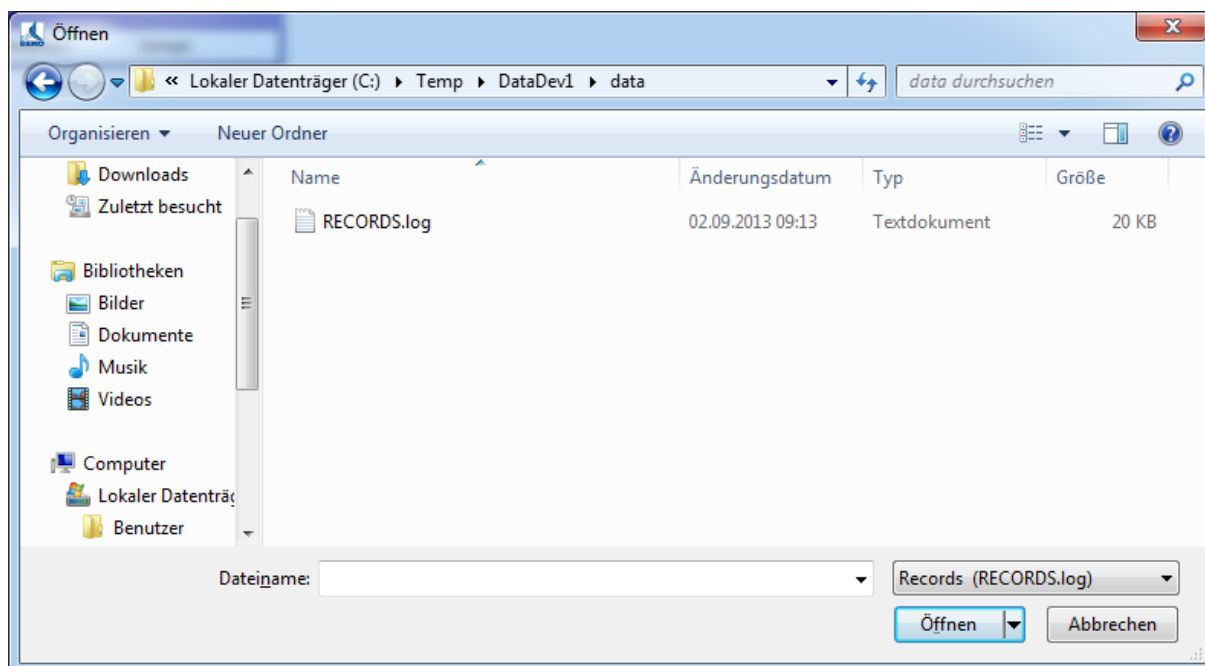 Öffnen
DEMO
« Lokaler Datenträger (C:) Temp DataDev1 data
data durchsuchen
Organisieren Neuer Ordner
Downloads
Zuletzt besucht
Bibliotheken
Bilder
Dokumente
Musik
Videos
Computer
Lokaler Datenträg
Benutzer
Name Änderungsdatum Typ Größe
RECORDS.log 02.09.2013 09:13 Textdokument 20 KB
Dateiname: Records (RECORDS.log)
Öffnen Abbrechen